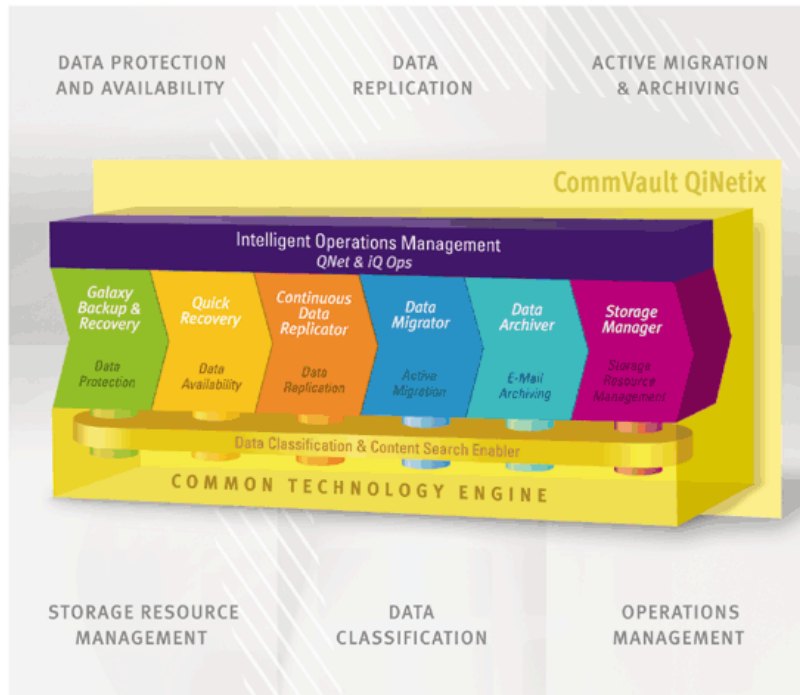 DATA PROTECTION
AND AVAILABILITY
DATA
REPLICATION
ACTIVE MIGRATION
& ARCHIVING
CommVault QiNetix
Intelligent Operations Management
QNet & iQ Ops
Galaxy
Backup &
Recovery
Data
Protection
Quick
Recovery
Data
Availability
Continuous
Data
Replicator
Data
Replication
Data
Migrator
Active
Migration
Data
Archiver
E-Mail
Archiving
Storage
Manager
Storage
Resource
Management
Data Classification & Content Search Enabler
COMMON TECHNOLOGY ENGINE
STORAGE RESOURCE
MANAGEMENT
DATA
CLASSIFICATION
OPERATIONS
MANAGEMENT